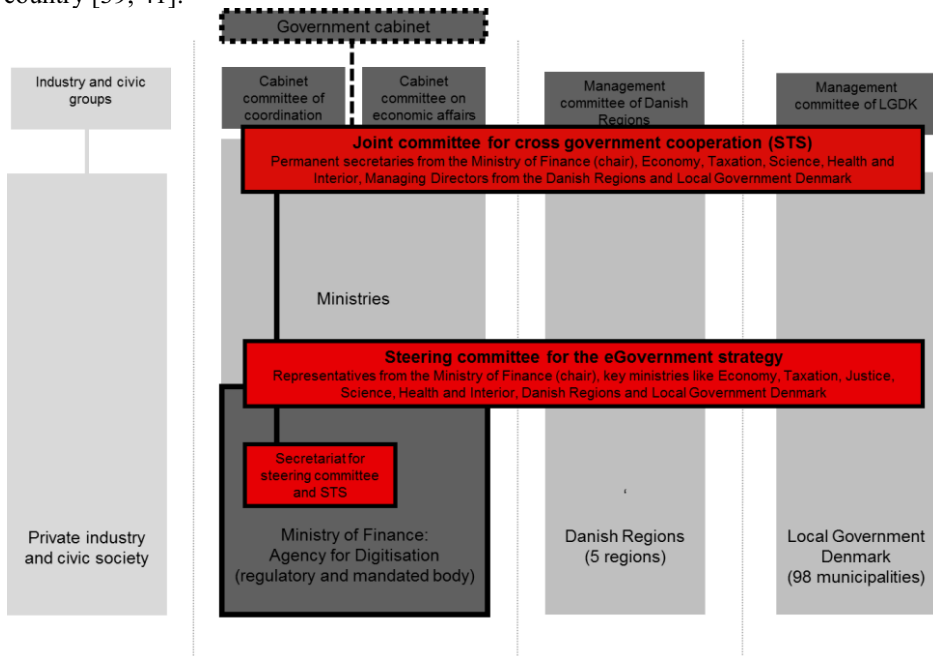 country [39, 41].
Government cabinet
Industry and civic
groups
Cabinet
committee of
coordination
Cabinet
committee on
economic affairs
Management
committee of Danish
Regions
Management
committee of LGDK
Joint committee for cross government cooperation (STS)
Permanent secretaries from the Ministry of Finance (chair), Economy, Taxation, Science, Health and
Interior, Managing Directors from the Danish Regions and Local Government Denmark
Ministries
Steering committee for the eGovernment strategy
Representatives from the Ministry of Finance (chair), key ministries like Economy, Taxation, Justice,
Science, Health and Interior, Danish Regions and Local Government Denmark
Secretariat for
steering committee
and STS
Private industry
and civic society
Ministry of Finance:
Agency for Digitisation
(regulatory and mandated body)
Danish Regions
(5 regions)
Local Government
Denmark
(98 municipalities)